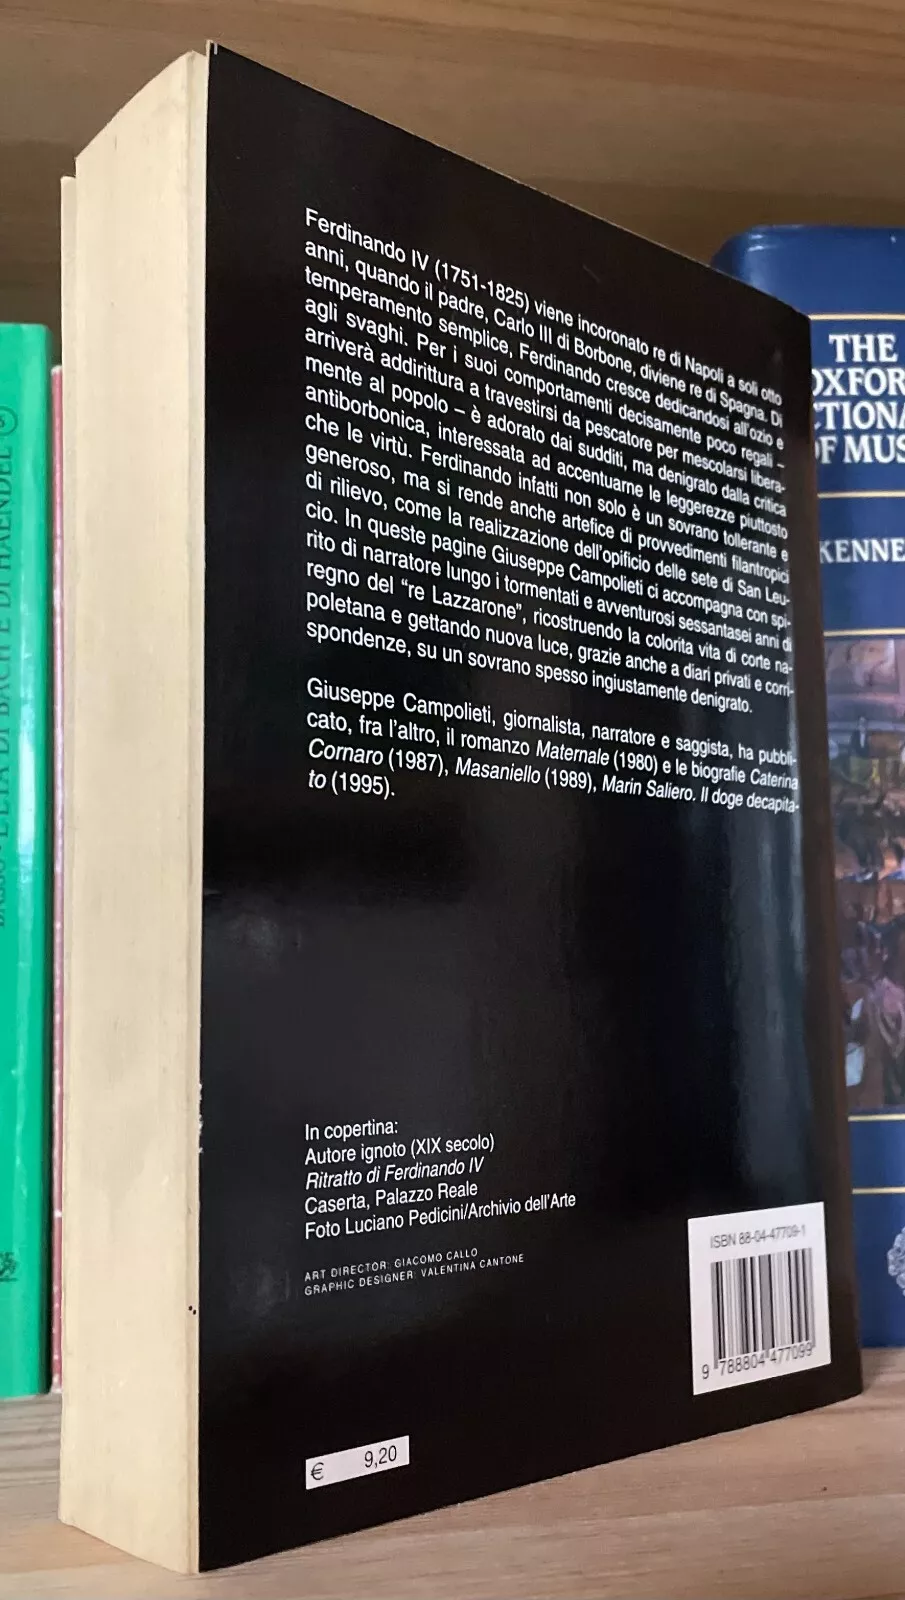 Ferdinando IV (1751-1825) viene incoronato re di Napoli a soli otto
anni, quando il padre, Carlo III di Borbone, diviene re di Spagna. Di
temperamento semplice, Ferdinando cresce dedicandosi all'ozio e
agli svaghi. Per i suoi comportamenti decisamente poco regali –
arriverà addirittura a travestirsi da pescatore per mescolarsi libera-
mente al popolo – è adorato dai sudditi, ma denigrato dalla critica
antiborbonica, interessata ad accentuarne le leggerezze piuttosto
che le virtù. Ferdinando infatti non solo è un sovrano tollerante e
generoso, ma si rende anche artefice di provvedimenti filantropici
di rilievo, come la realizzazione dell'opificio delle sete di San Leu-
cio. In queste pagine Giuseppe Campolieti ci accompagna con spi-
rito di narratore lungo i tormentati e avventurosi sessantasei anni di
regno del "re Lazzarone", ricostruendo la colorita vita di corte na-
poletana e gettando nuova luce, grazie anche a diari privati e corri-
spondenze, su un sovrano spesso ingiustamente denigrato.
Giuseppe Campolieti, giornalista, narratore e saggista, ha pubbli-
cato, fra l'altro, il romanzo Maternale (1980) e le biografie Caterina
Cornaro (1987), Masaniello (1989), Marin Saliero. Il doge decapita-
to (1995).
In copertina:
Autore ignoto (XIX secolo)
Ritratto di Ferdinando IV
Caserta, Palazzo Reale
Foto Luciano Pedicini/Archivio dell'Arte
ART DIRECTOR: GIACOMO CALLO
GRAPHIC DESIGNER: VALENTINA CANTONE
ISBN 88-04-47709-1
9 788804 477099
€ 9,20
L'ETÀ DI BACH E DI HAENDEL
THE
OXFOR
CTIONA
OF MUS
KENNE